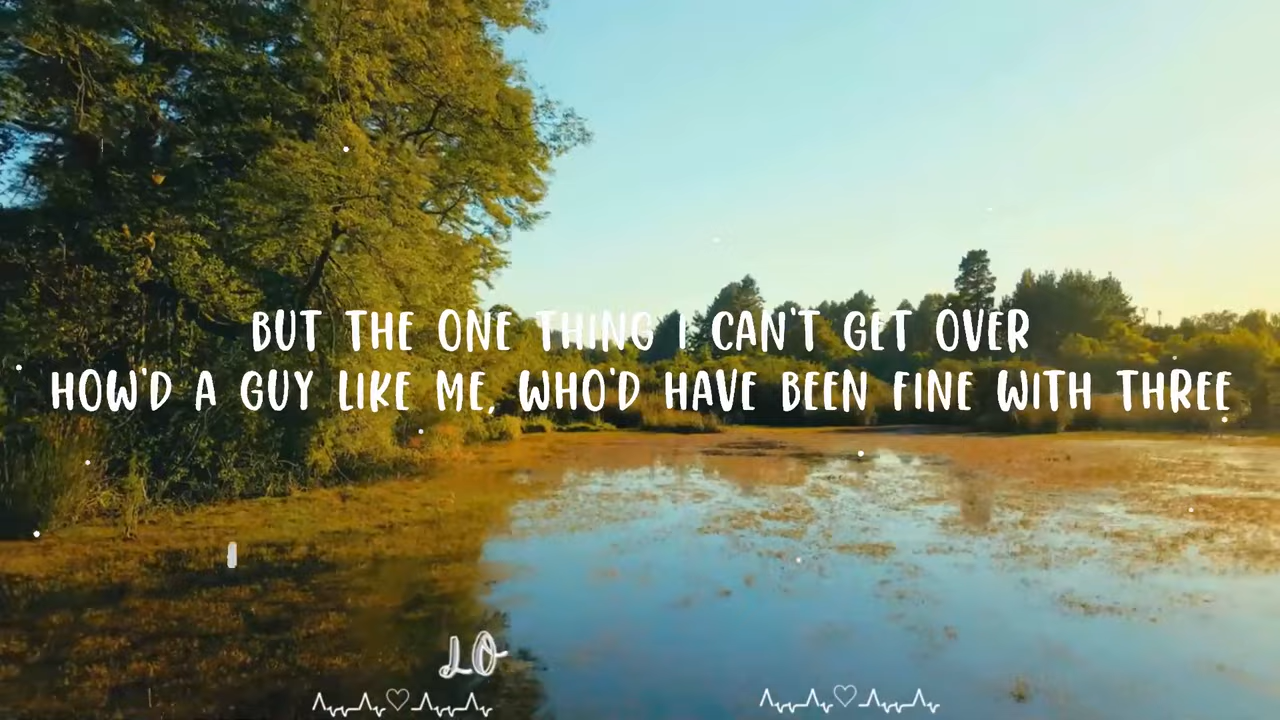 BUT THE ONE THING I CAN'T GET OVER
HOW'D A GUY LIKE ME, WHO'D HAVE BEEN FINE WITH THREE
LO